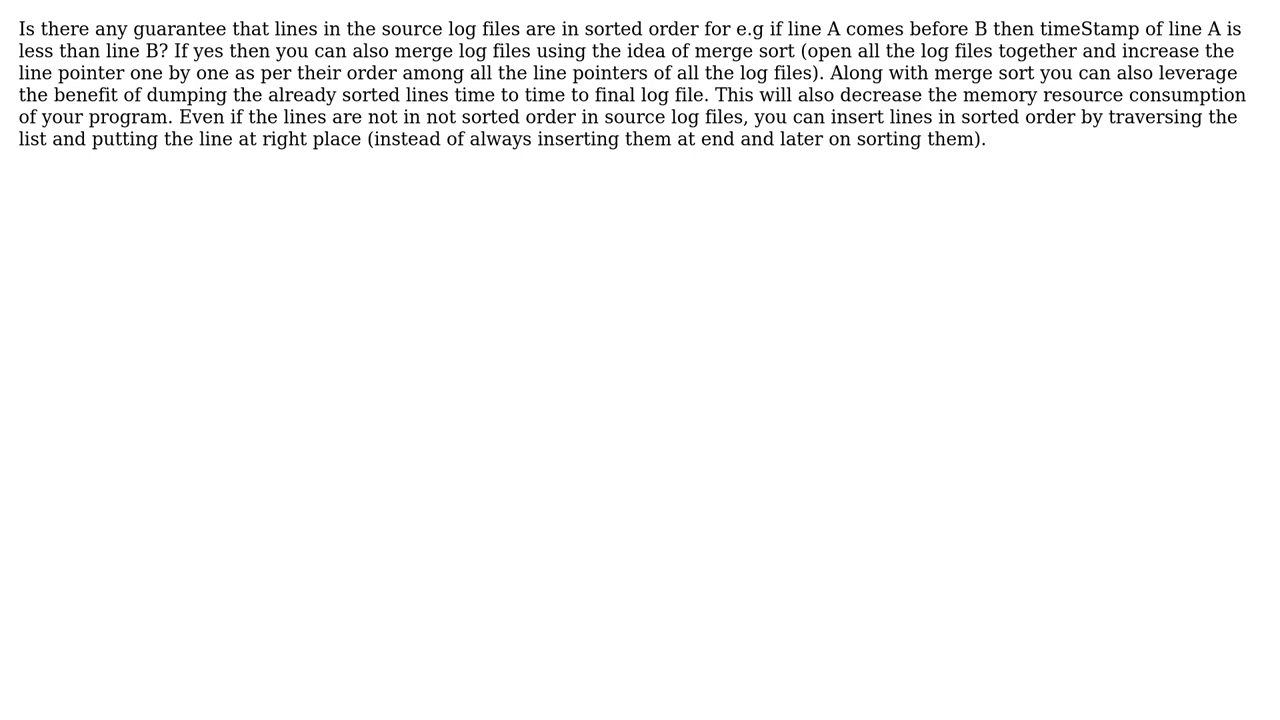 Is there any guarantee that lines in the source log files are in sorted order for e.g if line A comes before B then timeStamp of line A is
less than line B? If yes then you can also merge log files using the idea of merge sort (open all the log files together and increase the
line pointer one by one as per their order among all the line pointers of all the log files). Along with merge sort you can also leverage
the benefit of dumping the already sorted lines time to time to final log file. This will also decrease the memory resource consumption
of your program. Even if the lines are not in not sorted order in source log files, you can insert lines in sorted order by traversing the
list and putting the line at right place (instead of always inserting them at end and later on sorting them).